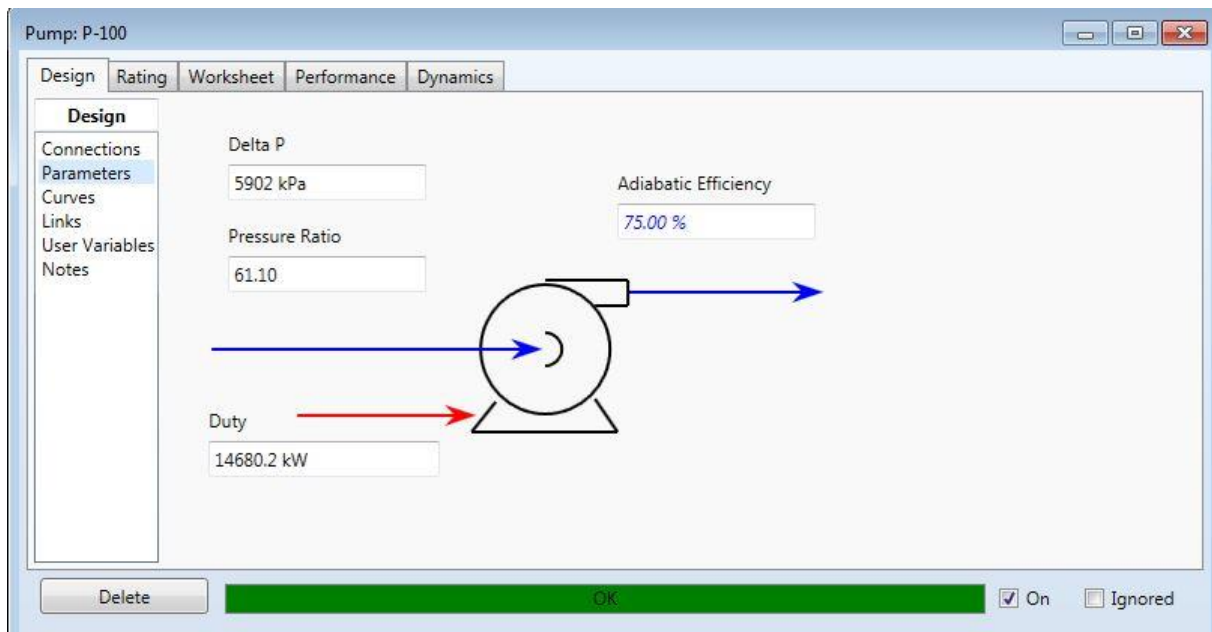 Pump: P-100
Design
Rating
Worksheet
Performance
Dynamics
Design
Connections
Parameters
Curves
Links
User Variables
Notes
Delta P
5902 kPa
Pressure Ratio
61.10
Adiabatic Efficiency
75.00 %
Duty
14680.2 kW
Delete
OK
On
Ignored